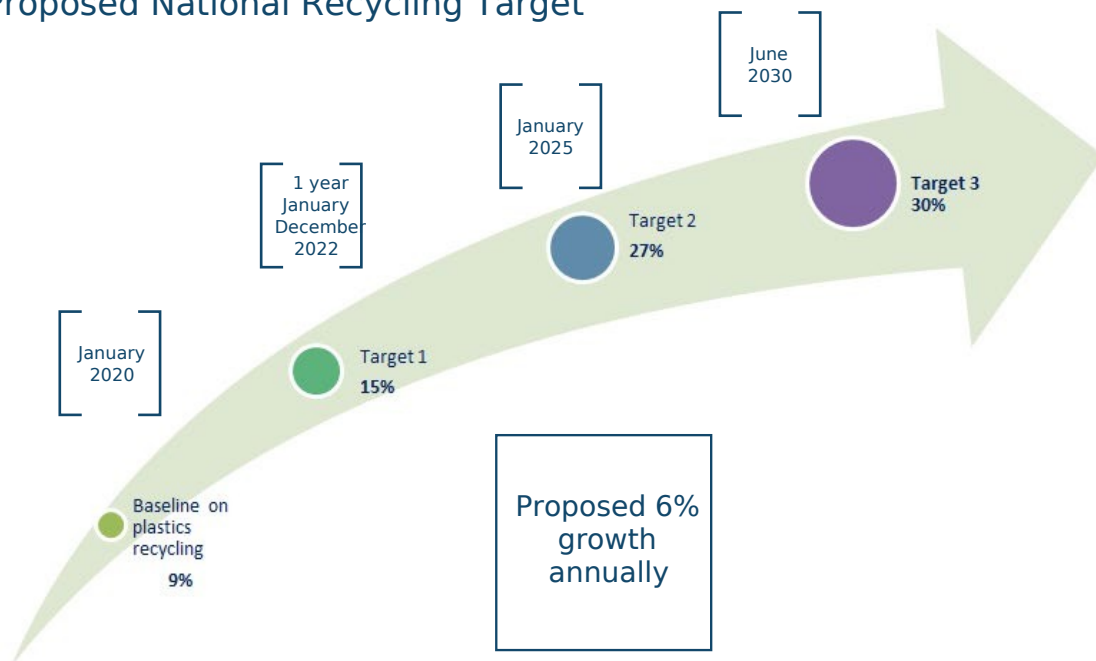 Proposed National Recycling Target
June
2030
January
2025
1 year
January
December
2022
January
2020
Target 3
30%
Target 2
27%
Target 1
15%
Baseline on
plastics
recycling
9%
Proposed 6%
growth
annually